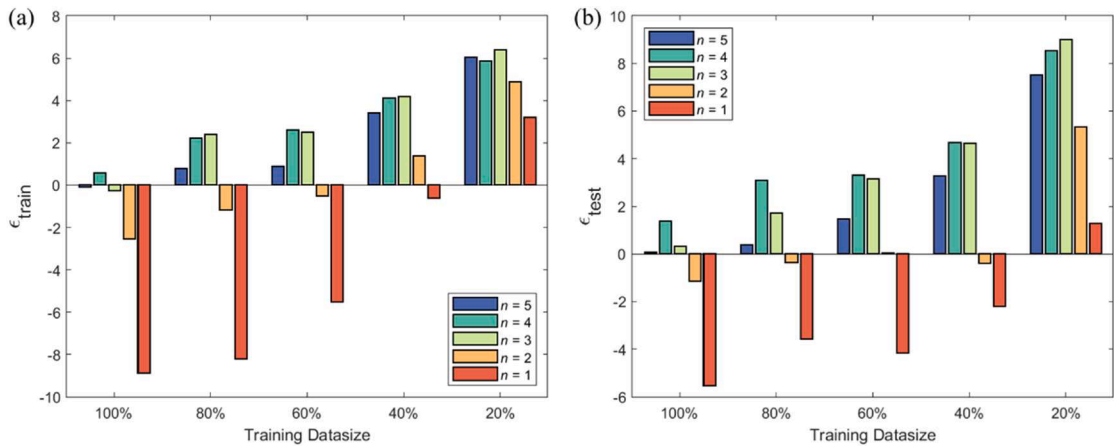 (a)
8
6
4
2
0
-2
-4
-6
-8
-10
ϵtrain
n = 5
n = 4
n = 3
n = 2
n = 1
100% 80% 60% 40% 20%
Training Datasize
(b)
10
8
6
4
2
0
-2
-4
-6
ϵtest
n = 5
n = 4
n = 3
n = 2
n = 1
100% 80% 60% 40% 20%
Training Datasize